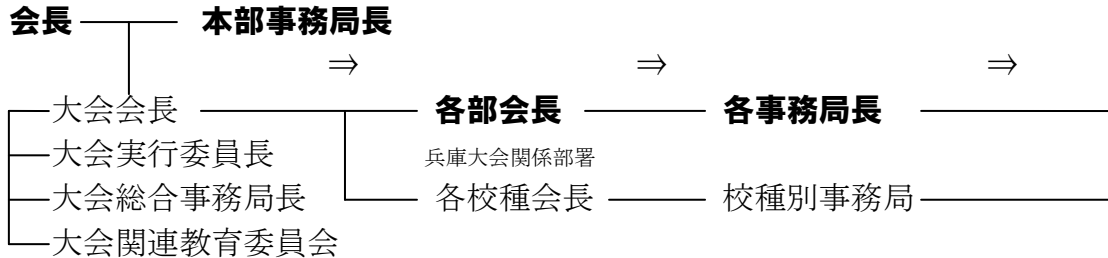 会長 本部事務局長
⇒ ⇒ ⇒
大会会長 各部会長 各事務局長
大会実行委員長 兵庫大会関係部署
大会総合事務局長 各校種会長 校種別事務局
大会関連教育委員会